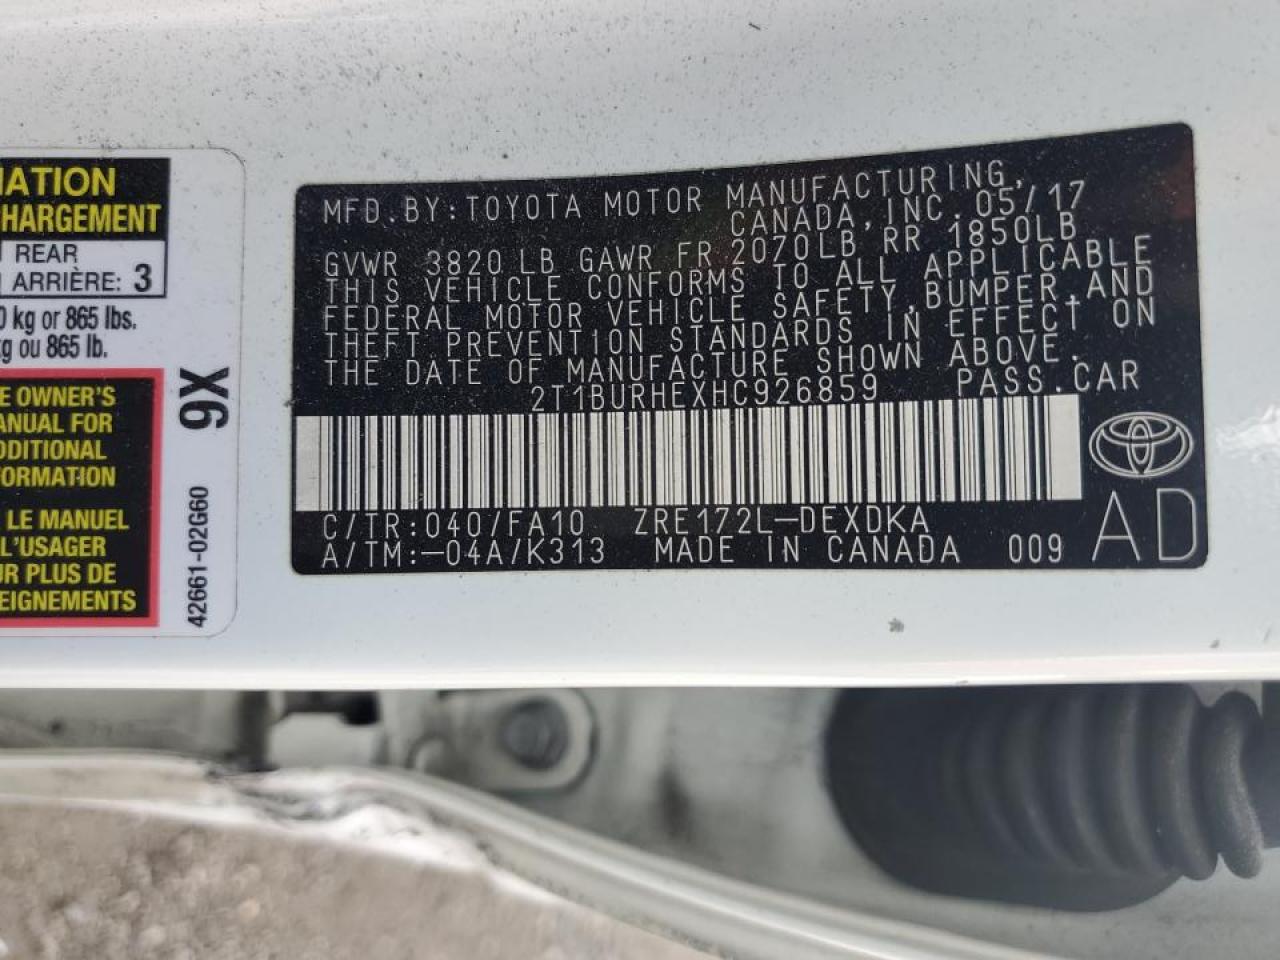 MATION
CHARGEMENT
REAR
ARRIÈRE: 3
0 kg or 865 lbs.
kg ou 865 lb.
E OWNER'S
ANUAL FOR
DDITIONAL
FORMATION
LE MANUEL
L'USAGER
UR PLUS DE
EIGNEMENTS
9X
42661-02G60
MFD.BY:TOYOTA MOTOR MANUFACTURING,
CANADA,INC.05/17
GVWR 3820 LB GAWR FR 2070LB RR 1850LB
THIS VEHICLE CONFORMS TO ALL APPLICABLE
FEDERAL MOTOR VEHICLE SAFETY,BUMPER,AND
THEFT PREVENTION STANDARDS IN EFFECT ON
THE DATE OF MANUFACTURE SHOWN ABOVE.
2T1BURHEXHC926859 PASS.CAR
C/TR:040/FA10 ZRE172L-DEXDKA
A/TM:-04A/K313 MADE IN CANADA 009
AD